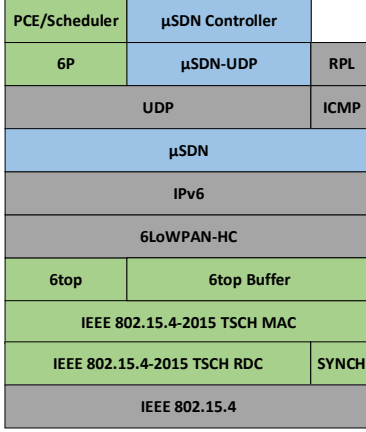 PCE/Scheduler µSDN Controller
6P µSDN-UDP RPL
UDP ICMP
µSDN
IPv6
6LoWPAN-HC
6top 6top Buffer
IEEE 802.15.4-2015 TSCH MAC
IEEE 802.15.4-2015 TSCH RDC SYNCH
IEEE 802.15.4